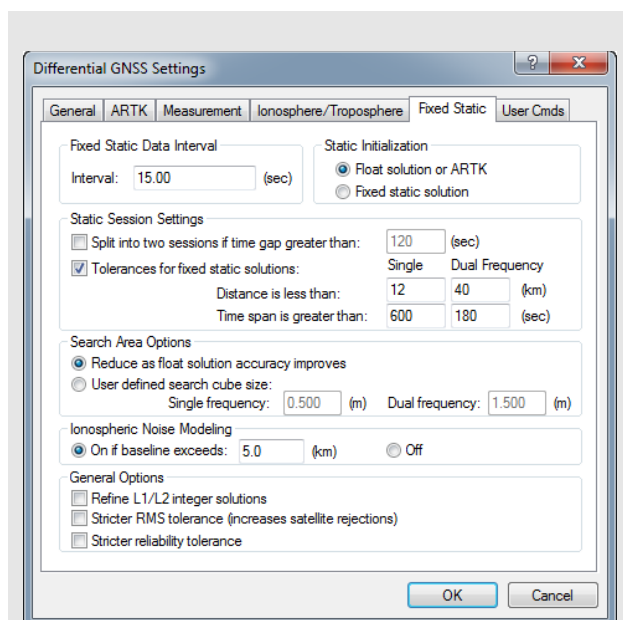 Differential GNSS Settings
General ARTK Measurement Ionosphere/Troposphere Fixed Static User Cmds
Fixed Static Data Interval
Interval: 15.00 (sec)
Static Initialization
Float solution or ARTK
Fixed static solution
Static Session Settings
Split into two sessions if time gap greater than: 120 (sec)
Tolerances for fixed static solutions: Single Dual Frequency
Distance is less than: 12 40 (km)
Time span is greater than: 600 180 (sec)
Search Area Options
Reduce as float solution accuracy improves
User defined search cube size:
Single frequency: 0.500 (m) Dual frequency: 1.500 (m)
Ionospheric Noise Modeling
On if baseline exceeds: 5.0 (km) Off
General Options
Refine L1/L2 integer solutions
Stricter RMS tolerance (increases satellite rejections)
Stricter reliability tolerance
OK Cancel